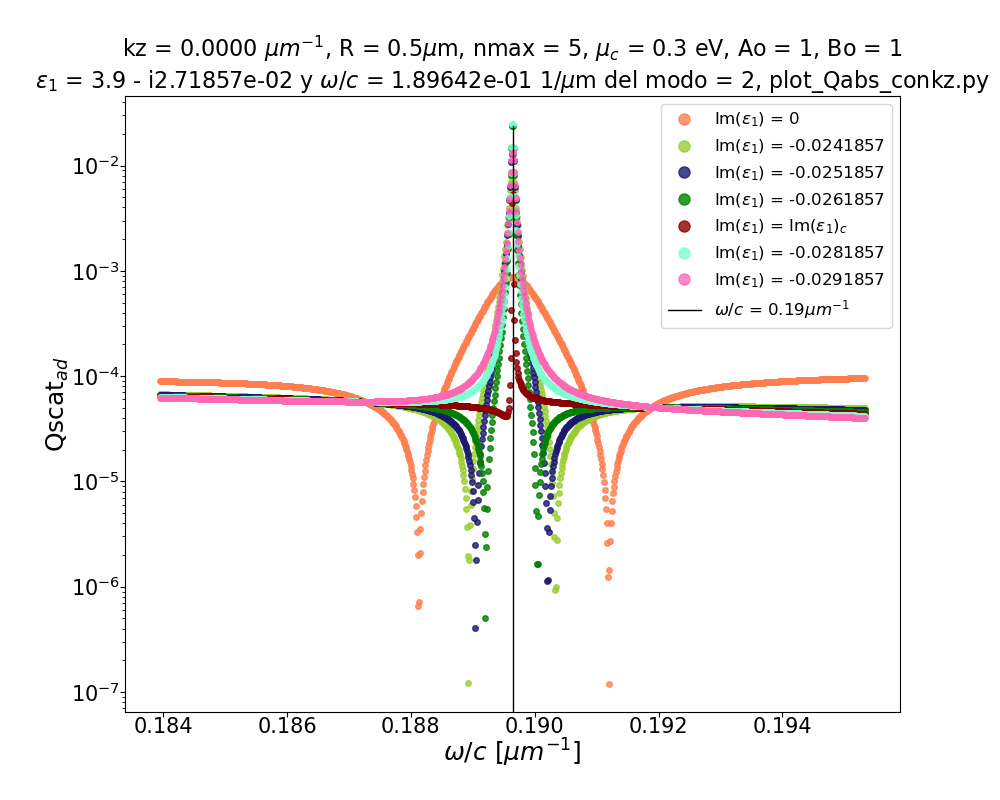 kz = 0.0000 μm⁻¹, R = 0.5μm, nmax = 5, μ_c = 0.3 eV, Ao = 1, Bo = 1
ε₁ = 3.9 - i2.71857e-02 y ω/c = 1.89642e-01 1/μm del modo = 2, plot_Qabs_conkz.py
Im(ε₁) = 0
Im(ε₁) = -0.0241857
Im(ε₁) = -0.0251857
Im(ε₁) = -0.0261857
Im(ε₁) = Im(ε₁)_c
Im(ε₁) = -0.0281857
Im(ε₁) = -0.0291857
ω/c = 0.19μm⁻¹
Qscat_ad
10⁻²
10⁻³
10⁻⁴
10⁻⁵
10⁻⁶
10⁻⁷
0.184 0.186 0.188 0.190 0.192 0.194
ω/c [μm⁻¹]